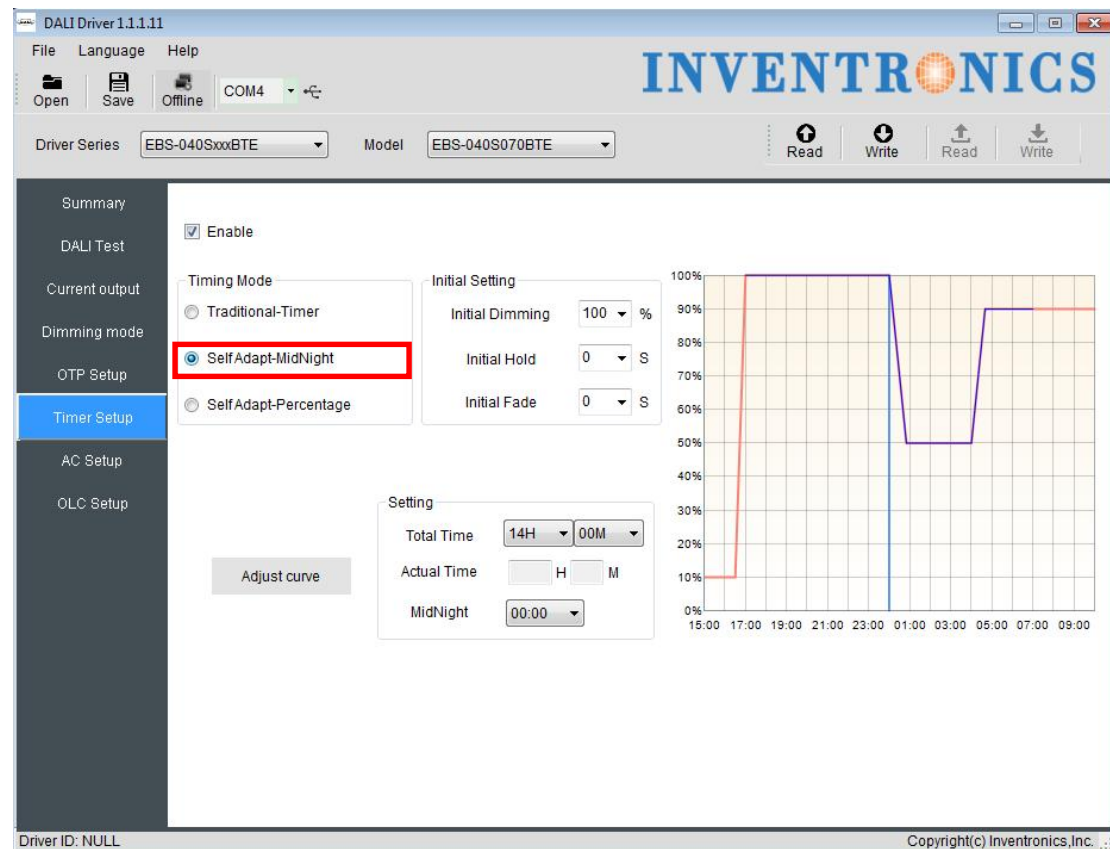 DALI Driver 1.1.1.11
File Language Help
INVENTRONICS
Open Save Offline COM4
Driver Series EBS-040SxxxBTE Model EBS-040S070BTE Read Write Read Write
Summary
DALI Test
Current output
Dimming mode
OTP Setup
Timer Setup
AC Setup
OLC Setup
Enable
Timing Mode
Traditional-Timer
SelfAdapt-MidNight
SelfAdapt-Percentage
Initial Setting
Initial Dimming 100 %
Initial Hold 0 S
Initial Fade 0 S
Adjust curve
Setting
Total Time 14H 00M
Actual Time H M
MidNight 00:00
100%
90%
80%
70%
60%
50%
40%
30%
20%
10%
0%
15:00 17:00 19:00 21:00 23:00 01:00 03:00 05:00 07:00 09:00
Driver ID: NULL
Copyright(c) Inventronics,Inc.